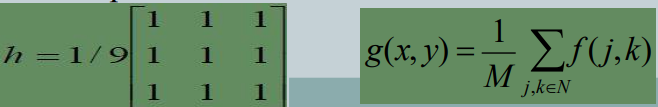 h = 1/9 [1 1 1
1 1 1
1 1 1]
g(x, y) = 1/M ∑_{j,k∈N} f(j, k)